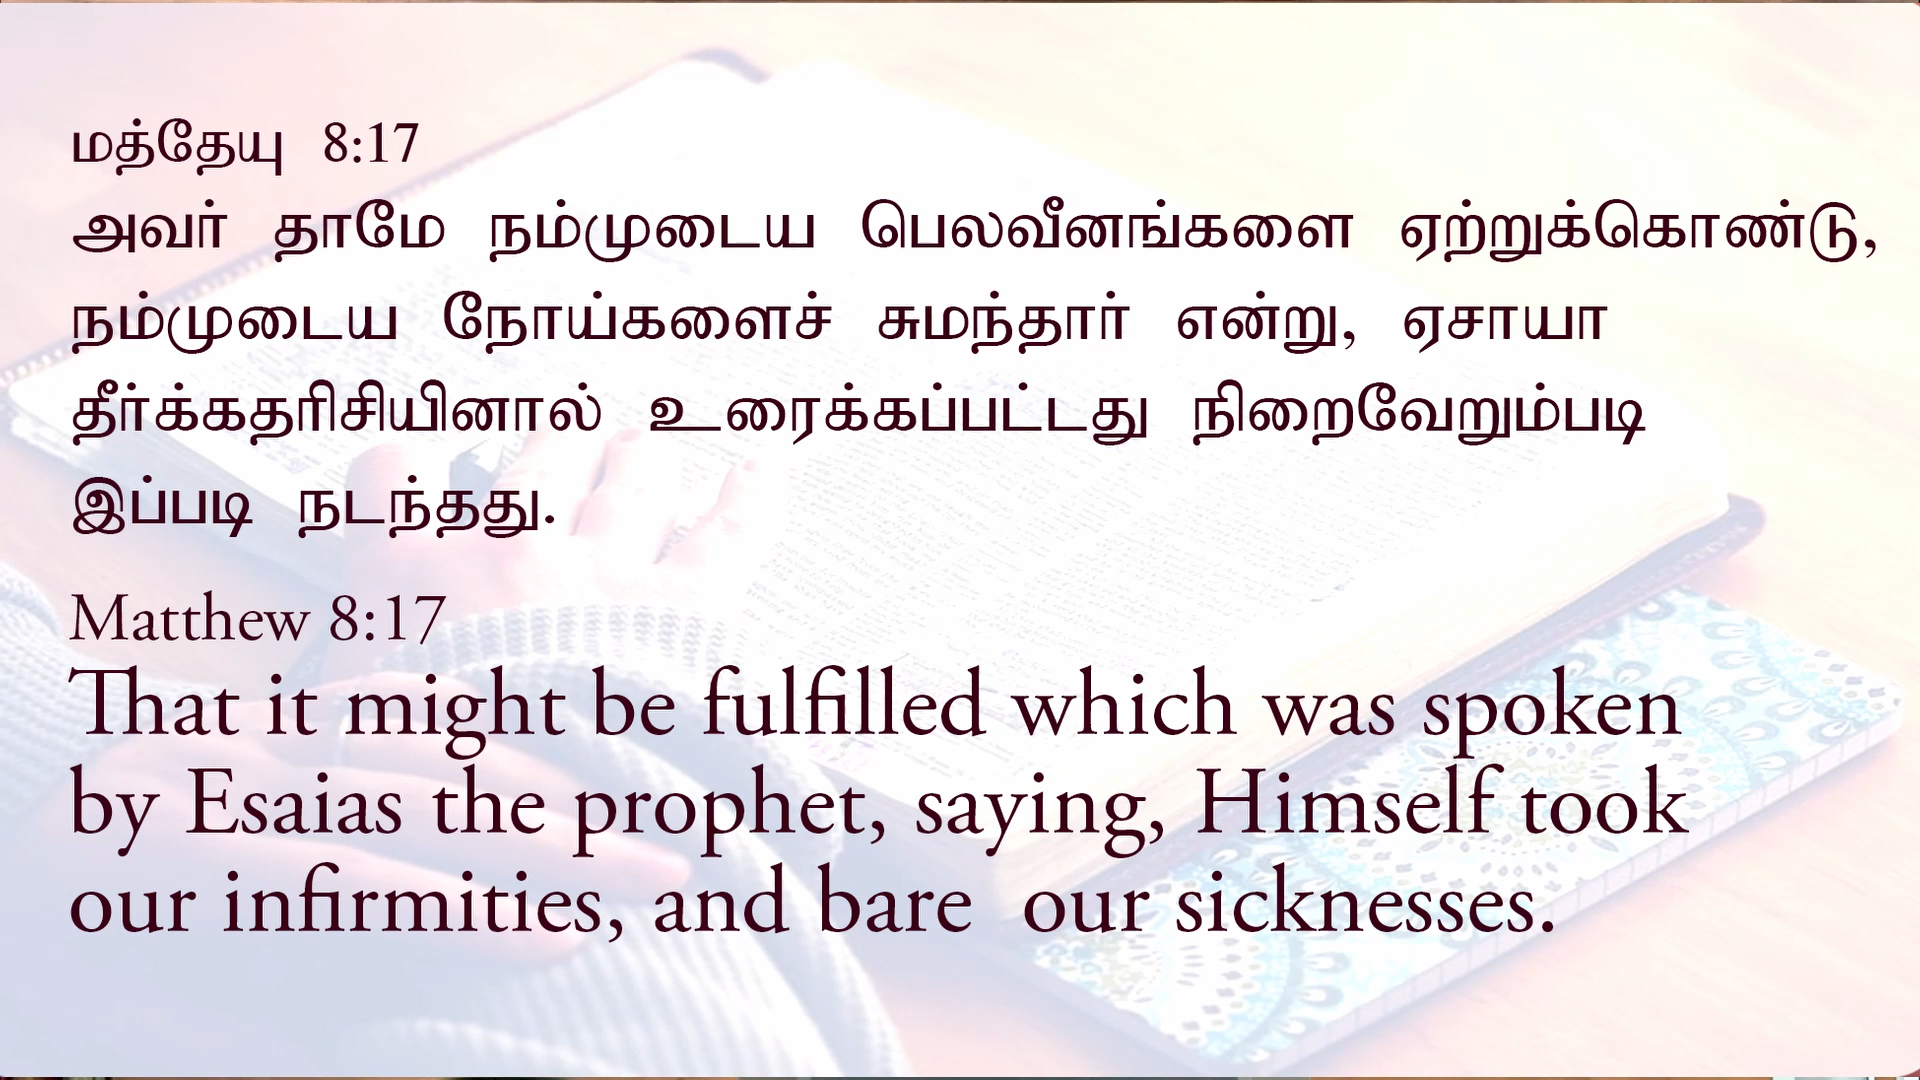 மத்தேயு 8:17
அவர் தாமே நம்முடைய பெலவீனங்களை ஏற்றுக்கொண்டு,
நம்முடைய நோய்களைச் சுமந்தார் என்று, ஏசாயா
தீர்க்கதரிசியினால் உரைக்கப்பட்டது நிறைவேறும்படி
இப்படி நடந்தது.
Matthew 8:17
That it might be fulfilled which was spoken
by Esaias the prophet, saying, Himself took
our infirmities, and bare our sicknesses.